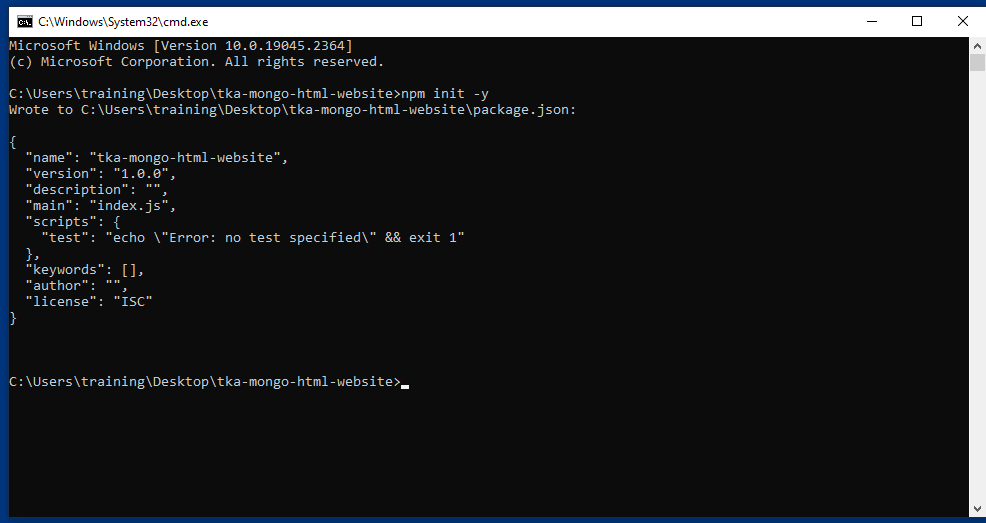 C:\Windows\System32\cmd.exe
Microsoft Windows [Version 10.0.19045.2364]
(c) Microsoft Corporation. All rights reserved.
C:\Users\training\Desktop\tka-mongo-html-website>npm init -y
Wrote to C:\Users\training\Desktop\tka-mongo-html-website\package.json:
{
  "name": "tka-mongo-html-website",
  "version": "1.0.0",
  "description": "",
  "main": "index.js",
  "scripts": {
    "test": "echo \"Error: no test specified\" && exit 1"
  },
  "keywords": [],
  "author": "",
  "license": "ISC"
}
C:\Users\training\Desktop\tka-mongo-html-website>